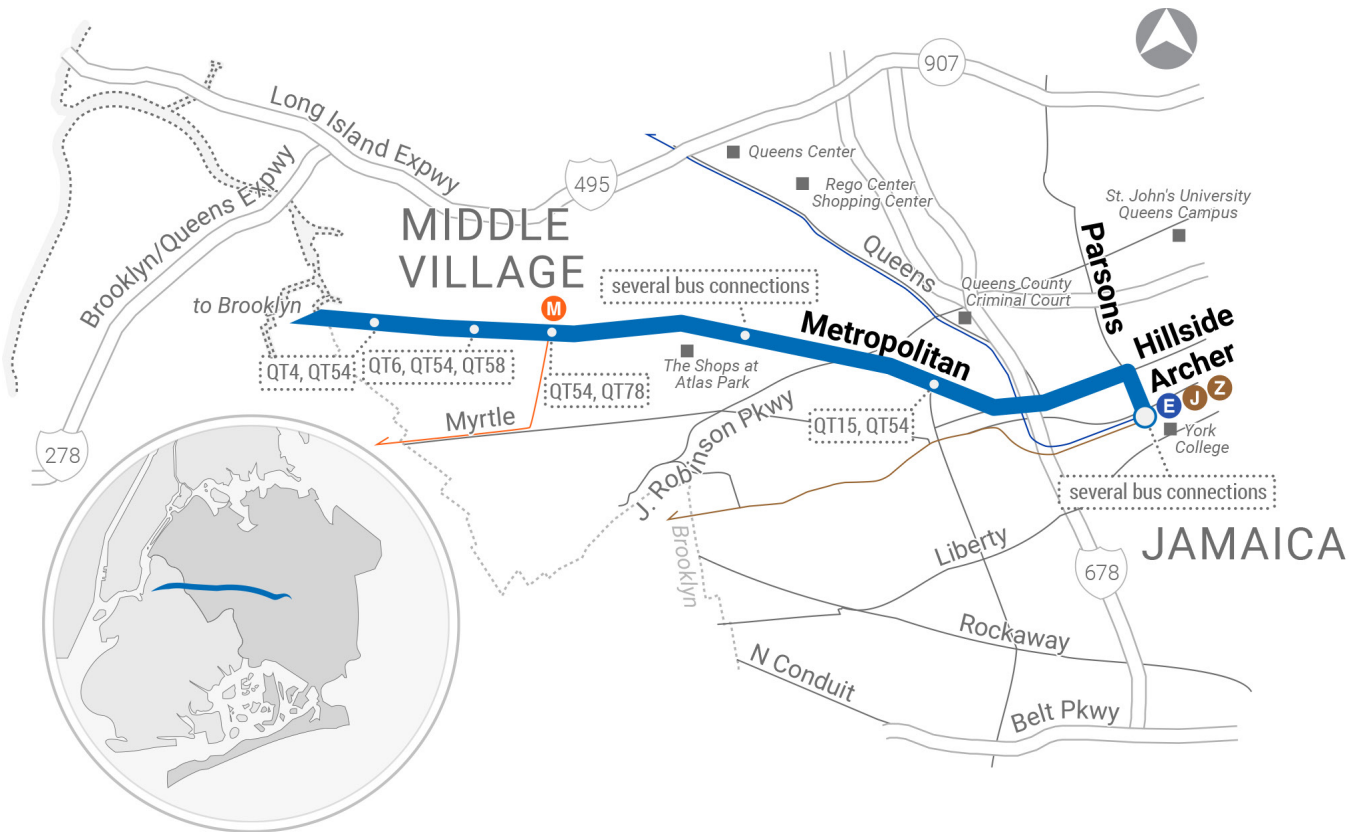 907
Long Island Expwy
Queens Center
495
Rego Center
Shopping Center
Brooklyn/Queens Expwy
St. John's University
Queens Campus
MIDDLE
VILLAGE
Parsons
Queens
several bus connections
Queens County
Criminal Court
to Brooklyn
M
Metropolitan
Hillside
Archer
QT4, QT54
QT6, QT54, QT58
QT54, QT78
The Shops at
Atlas Park
E
J
Z
Myrtle
QT15, QT54
York
College
278
J. Robinson Pkwy
several bus connections
Brooklyn
Liberty
JAMAICA
678
Rockaway
N Conduit
Belt Pkwy